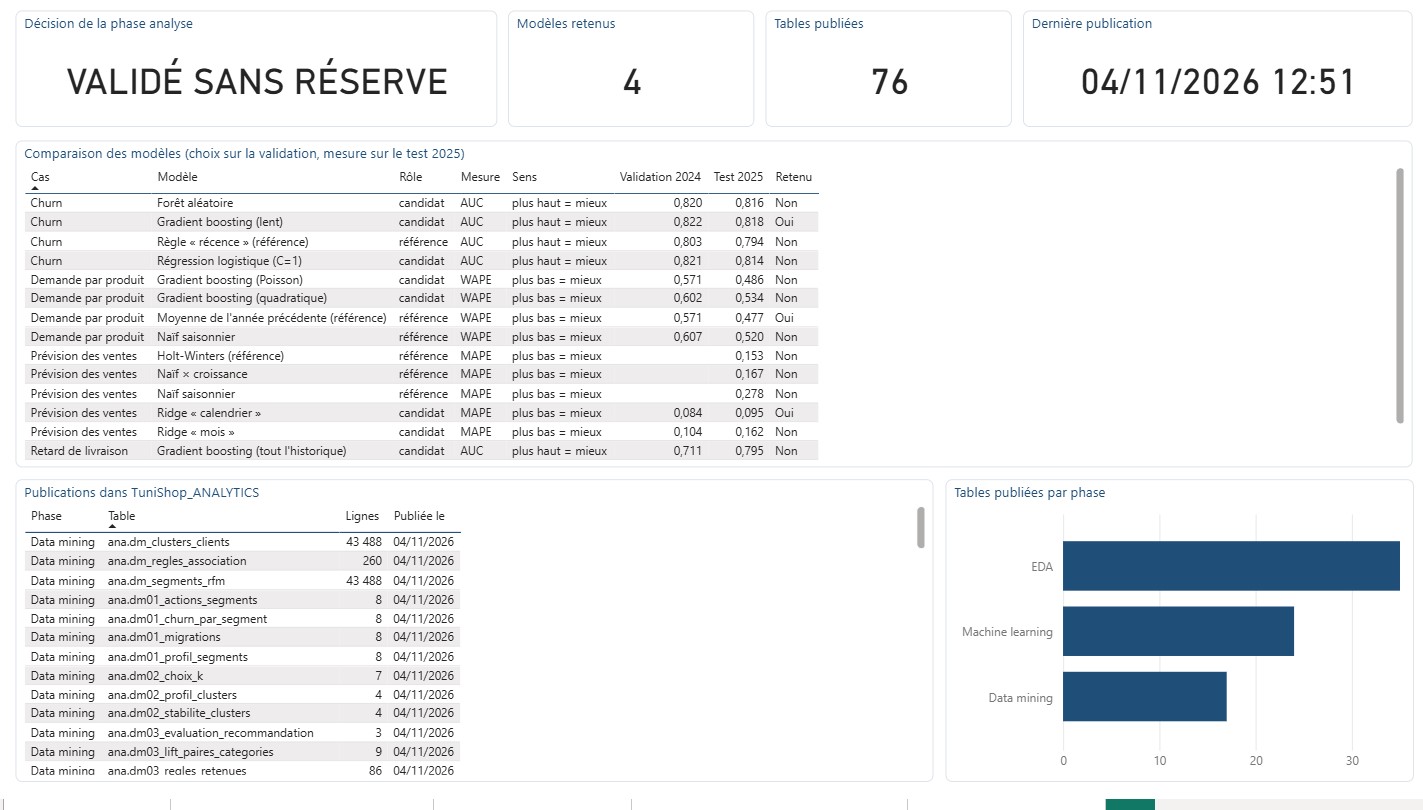 Décision de la phase analyse
VALIDÉ SANS RÉSERVE
Modèles retenus
4
Tables publiées
76
Dernière publication
04/11/2026 12:51
Comparaison des modèles (choix sur la validation, mesure sur le test 2025)
Cas Modèle Rôle Mesure Sens Validation 2024 Test 2025 Retenu
Churn Forêt aléatoire candidat AUC plus haut = mieux 0,820 0,816 Non
Churn Gradient boosting (lent) candidat AUC plus haut = mieux 0,822 0,818 Oui
Churn Règle « récence » (référence) référence AUC plus haut = mieux 0,803 0,794 Non
Churn Régression logistique (C=1) candidat AUC plus haut = mieux 0,821 0,814 Non
Demande par produit Gradient boosting (Poisson) candidat WAPE plus bas = mieux 0,571 0,486 Non
Demande par produit Gradient boosting (quadratique) candidat WAPE plus bas = mieux 0,602 0,534 Non
Demande par produit Moyenne de l'année précédente (référence) référence WAPE plus bas = mieux 0,571 0,477 Oui
Demande par produit Naïf saisonnier référence WAPE plus bas = mieux 0,607 0,520 Non
Prévision des ventes Holt-Winters (référence) référence MAPE plus bas = mieux 0,153 Non
Prévision des ventes Naïf × croissance référence MAPE plus bas = mieux 0,167 Non
Prévision des ventes Naïf saisonnier référence MAPE plus bas = mieux 0,278 Non
Prévision des ventes Ridge « calendrier » candidat MAPE plus bas = mieux 0,084 0,095 Oui
Prévision des ventes Ridge « mois » candidat MAPE plus bas = mieux 0,104 0,162 Non
Retard de livraison Gradient boosting (tout l'historique) candidat AUC plus haut = mieux 0,711 0,795 Non
Publications dans TuniShop_ANALYTICS
Phase Table Lignes Publiée le
Data mining ana.dm_clusters_clients 43 488 04/11/2026
Data mining ana.dm_regles_association 260 04/11/2026
Data mining ana.dm_segments_rfm 43 488 04/11/2026
Data mining ana.dm01_actions_segments 8 04/11/2026
Data mining ana.dm01_churn_par_segment 8 04/11/2026
Data mining ana.dm01_migrations 8 04/11/2026
Data mining ana.dm01_profil_segments 8 04/11/2026
Data mining ana.dm02_choix_k 7 04/11/2026
Data mining ana.dm02_profil_clusters 4 04/11/2026
Data mining ana.dm02_stabilite_clusters 4 04/11/2026
Data mining ana.dm03_evaluation_recommandation 3 04/11/2026
Data mining ana.dm03_lift_paires_categories 9 04/11/2026
Data mining ana.dm03_regles_retenues 86 04/11/2026
Tables publiées par phase
EDA
Machine learning
Data mining
0 10 20 30